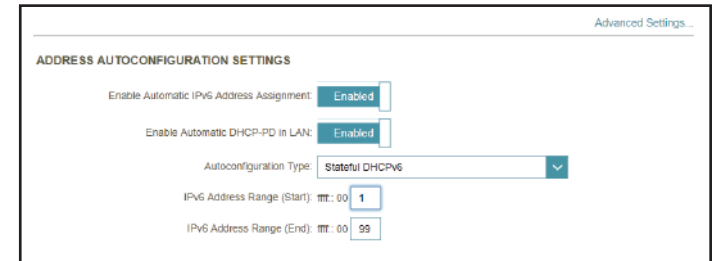 Advanced Settings...
ADDRESS AUTOCONFIGURATION SETTINGS
Enable Automatic IPv6 Address Assignment: Enabled
Enable Automatic DHCP-PD in LAN: Enabled
Autoconfiguration Type: Stateful DHCPv6
IPv6 Address Range (Start): ffff:: 00 1
IPv6 Address Range (End): ffff:: 00 99